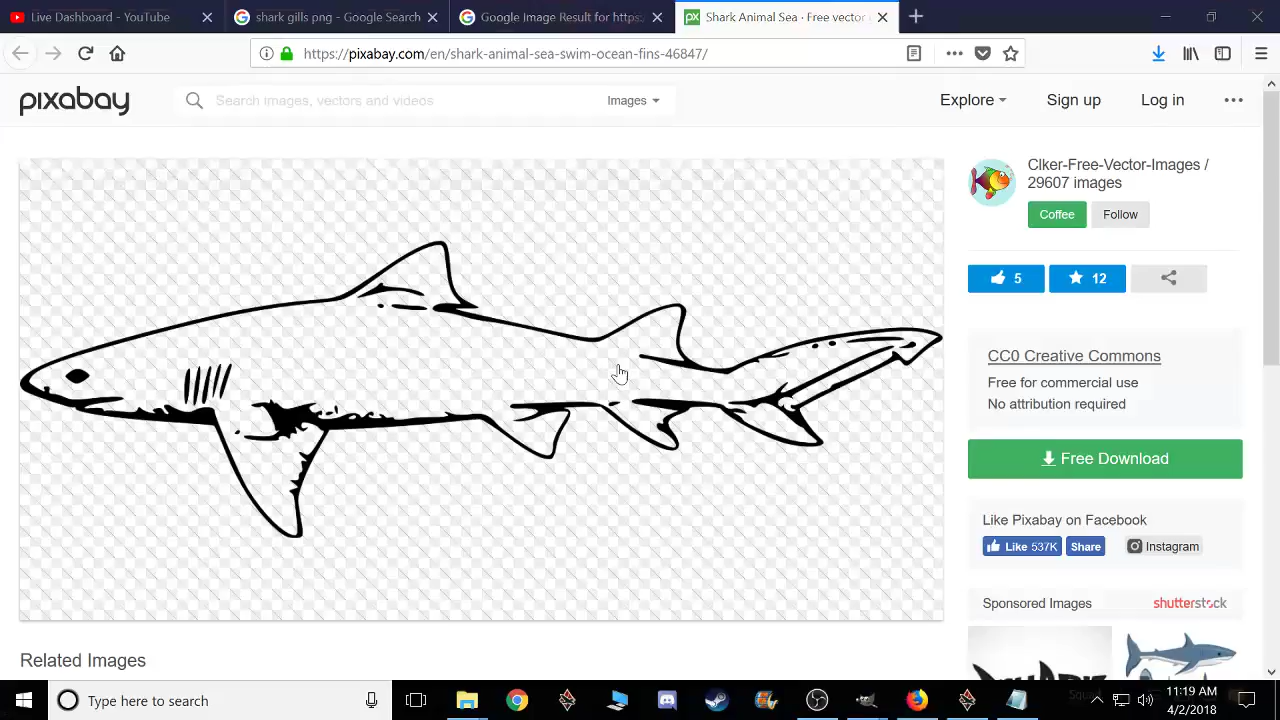 Live Dashboard - YouTube
shark gills png - Google Search
Google Image Result for https:
px Shark Animal Sea · Free vector
https://pixabay.com/en/shark-animal-sea-swim-ocean-fins-46847/
pixabay
Search images, vectors and videos
Images
Explore
Sign up
Log in
Clker-Free-Vector-Images /
29607 images
Coffee
Follow
5
12
CC0 Creative Commons
Free for commercial use
No attribution required
Free Download
Like Pixabay on Facebook
Like 537K
Share
Instagram
Sponsored Images
shutterstock
Related Images
Type here to search
Squad
11:19 AM
4/2/2018